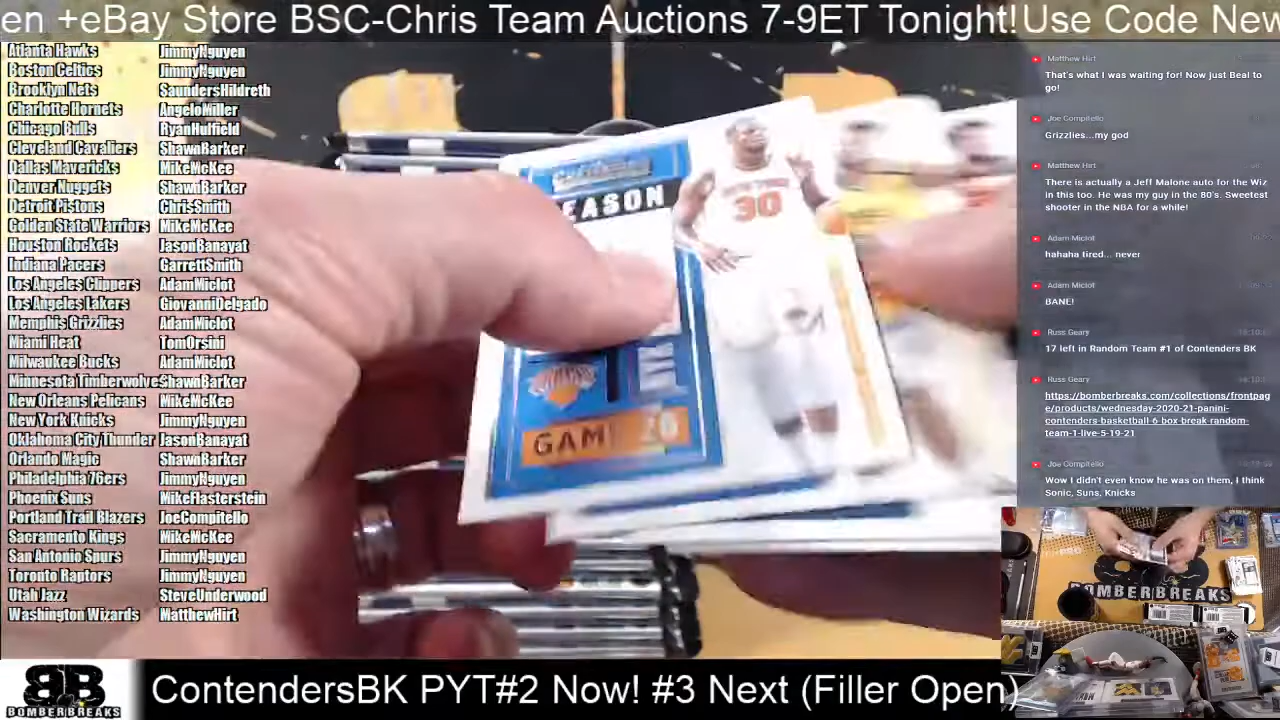 en +eBay Store BSC-Chris Team Auctions 7-9ET Tonight!Use Code New
Atlanta Hawks JimmyNguyen
Boston Celtics JimmyNguyen
Brooklyn Nets SaundersHildreth
Charlotte Hornets AngeloMiller
Chicago Bulls RyanHulfield
Cleveland Cavaliers ShawnBarker
Dallas Mavericks MikeMcKee
Denver Nuggets ShawnBarker
Detroit Pistons ChrisSmith
Golden State Warriors MikeMcKee
Houston Rockets JasonBanayat
Indiana Pacers GarrettSmith
Los Angeles Clippers AdamMiclot
Los Angeles Lakers GiovanniDelgado
Memphis Grizzlies AdamMiclot
Miami Heat TomOrsini
Milwaukee Bucks AdamMiclot
Minnesota Timberwolves ShawnBarker
New Orleans Pelicans MikeMcKee
New York Knicks JimmyNguyen
Oklahoma City Thunder JasonBanayat
Orlando Magic ShawnBarker
Philadelphia 76ers JimmyNguyen
Phoenix Suns MikeFlasterstein
Portland Trail Blazers JoeCompitello
Sacramento Kings MikeMcKee
San Antonio Spurs JimmyNguyen
Toronto Raptors JimmyNguyen
Utah Jazz SteveUnderwood
Washington Wizards MatthewHirt
EASON
NEW YORK
30
GAM
Matthew Hirt
That's what I was waiting for! Now just Beal to
go!
Joe Compitello
Grizzlies...my god
Matthew Hirt
There is actually a Jeff Malone auto for the Wiz
in this too. He was my guy in the 80's. Sweetest
shooter in the NBA for a while!
Adam Miclot
hahaha tired... never
Adam Miclot
BANE!
Russ Geary
17 left in Random Team #1 of Contenders BK
Russ Geary
https://bomberbreaks.com/collections/frontpag
e/products/wednesday-2020-21-panini-
contenders-basketball-6-box-break-random-
team-1-live-5-19-21
Joe Compitello
Wow I didn't even know he was on them, I think
Sonic, Suns, Knicks
BOMBERBREAKS
BB
BOMBERBREAKS
ContendersBK PYT#2 Now! #3 Next (Filler Open)